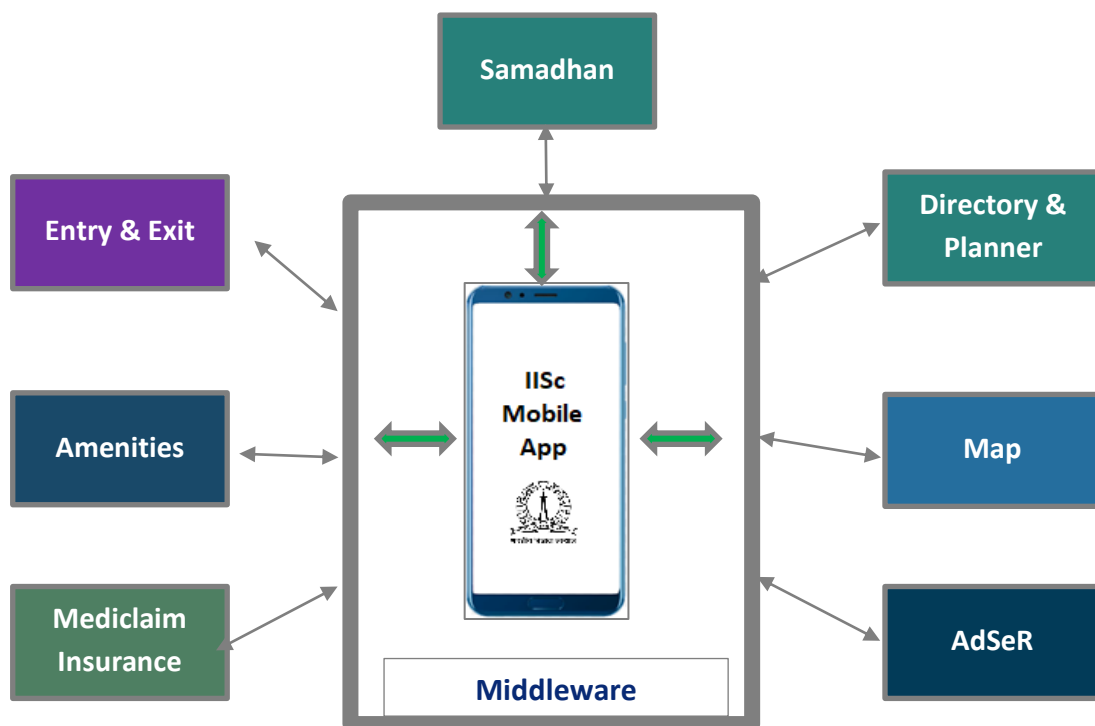 Samadhan
Entry & Exit
Directory &
Planner
IISc
Mobile
App
Amenities
Map
Mediclaim
Insurance
AdSeR
Middleware